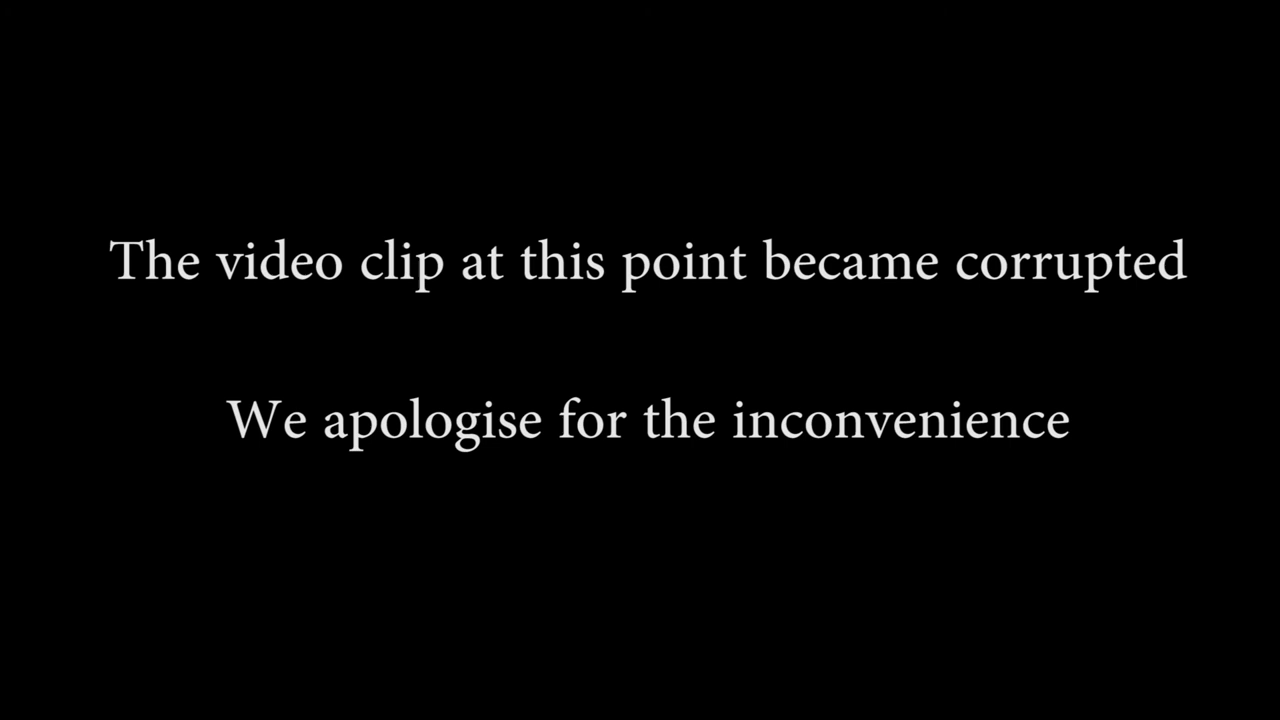 The video clip at this point became corrupted
We apologise for the inconvenience